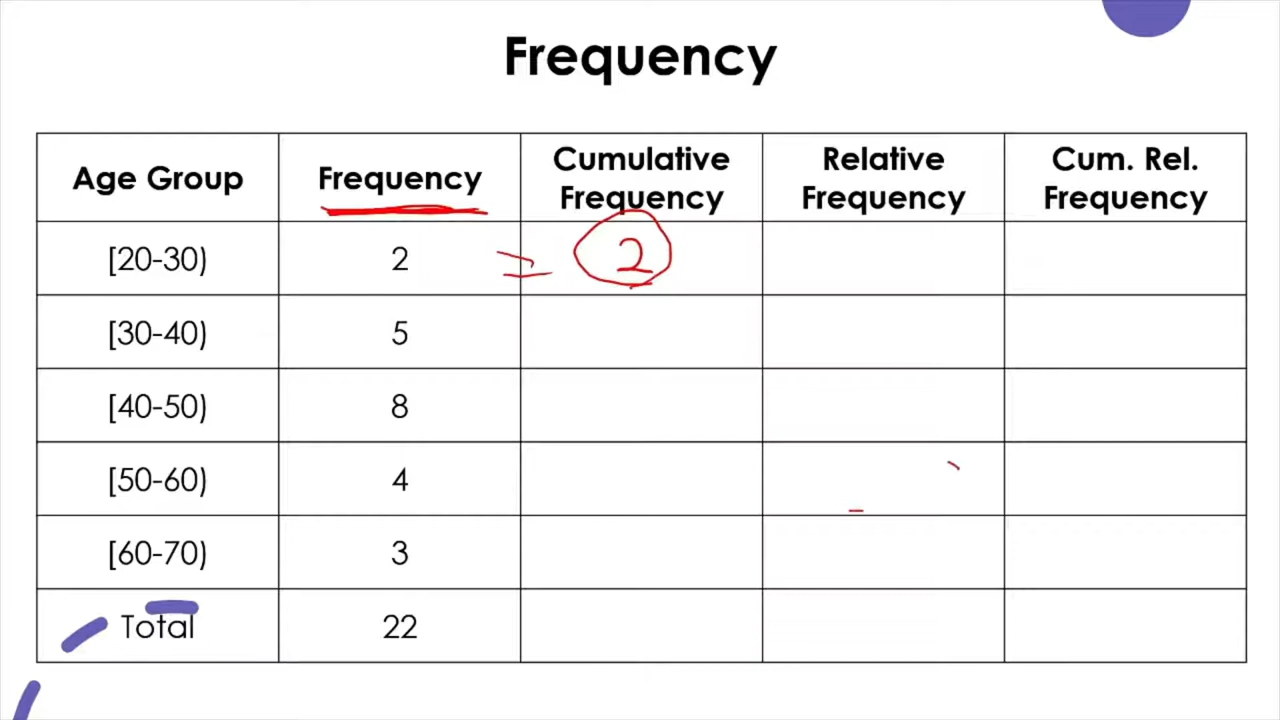 Frequency
Age Group Frequency Cumulative Frequency Relative Frequency Cum. Rel. Frequency
[20-30) 2 = 2
[30-40) 5
[40-50) 8
[50-60) 4
[60-70) 3
Total 22